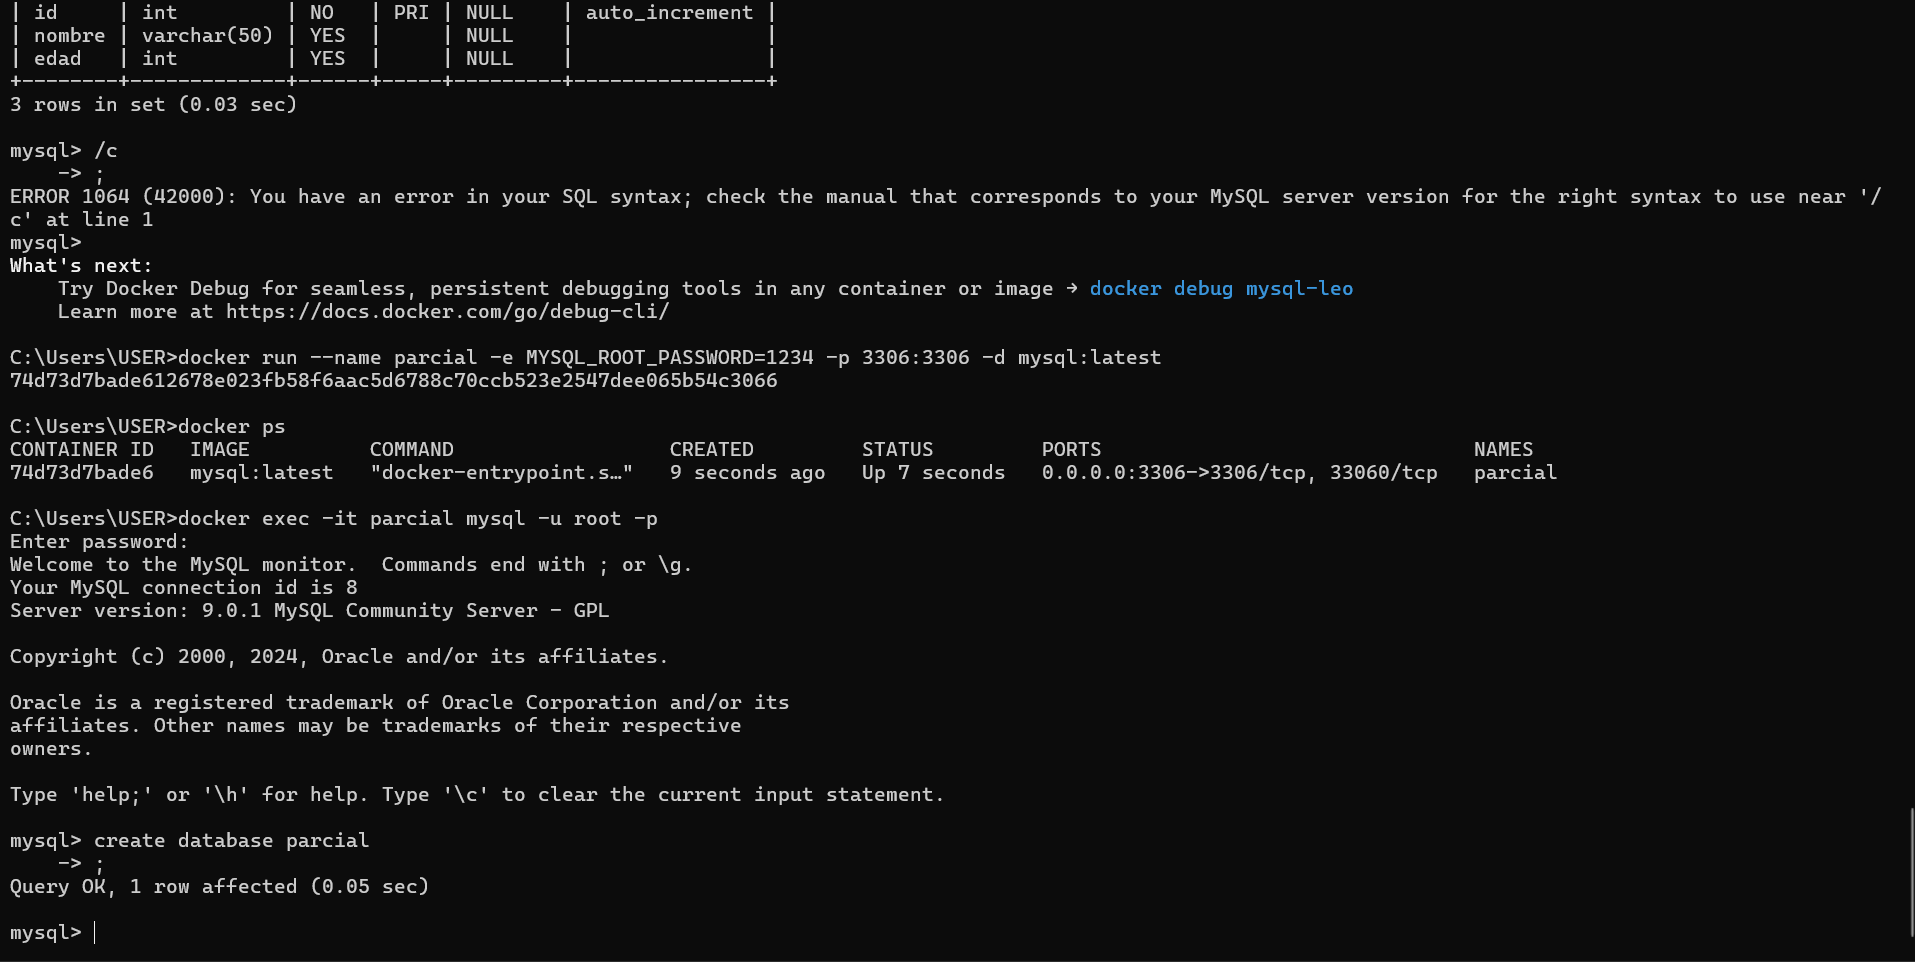 | id     | int         | NO   | PRI | NULL    | auto_increment |
| nombre | varchar(50) | YES  |     | NULL    |                |
| edad   | int         | YES  |     | NULL    |                |
+--------+-------------+------+-----+---------+----------------+
3 rows in set (0.03 sec)

mysql> /c
    -> ;
ERROR 1064 (42000): You have an error in your SQL syntax; check the manual that corresponds to your MySQL server version for the right syntax to use near '/
c' at line 1
mysql>
What's next:
    Try Docker Debug for seamless, persistent debugging tools in any container or image → docker debug mysql-leo
    Learn more at https://docs.docker.com/go/debug-cli/

C:\Users\USER>docker run --name parcial -e MYSQL_ROOT_PASSWORD=1234 -p 3306:3306 -d mysql:latest
74d73d7bade612678e023fb58f6aac5d6788c70ccb523e2547dee065b54c3066

C:\Users\USER>docker ps
CONTAINER ID   IMAGE          COMMAND                  CREATED         STATUS         PORTS                               NAMES
74d73d7bade6   mysql:latest   "docker-entrypoint.s…"   9 seconds ago   Up 7 seconds   0.0.0.0:3306->3306/tcp, 33060/tcp   parcial

C:\Users\USER>docker exec -it parcial mysql -u root -p
Enter password:
Welcome to the MySQL monitor.  Commands end with ; or \g.
Your MySQL connection id is 8
Server version: 9.0.1 MySQL Community Server - GPL

Copyright (c) 2000, 2024, Oracle and/or its affiliates.

Oracle is a registered trademark of Oracle Corporation and/or its
affiliates. Other names may be trademarks of their respective
owners.

Type 'help;' or '\h' for help. Type '\c' to clear the current input statement.

mysql> create database parcial
    -> ;
Query OK, 1 row affected (0.05 sec)

mysql>